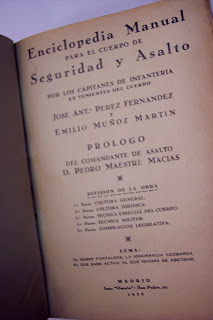 Enciclopedia Manual
PARA EL CUERPO DE
Seguridad y Asalto
POR LOS CAPITANES DE INFANTERIA
EX TENIENTES DEL CUERPO
JOSE ANT.º PEREZ FERNANDEZ
Y
EMILIO MUÑOZ MARTIN
PROLOGO
DEL COMANDANTE DE ASALTO
D. PEDRO MAESTRE MACIAS
DIVISION DE LA OBRA
1.ª Parte: CULTURA GENERAL.
2.ª Parte: CULTURA JURIDICA.
3.ª Parte: TECNICA ESPECIAL DEL CUERPO.
4.ª Parte: TECNICA MILITAR.
5.ª Parte: COMPILACION LEGISLATIVA.
LEMA:
EL SABER FORTALECE; LA IGNORANCIA ACOBARDA.
EL QUE SABE ACTUA; EL QUE IGNORA SE ABSTIENE.
MADRID